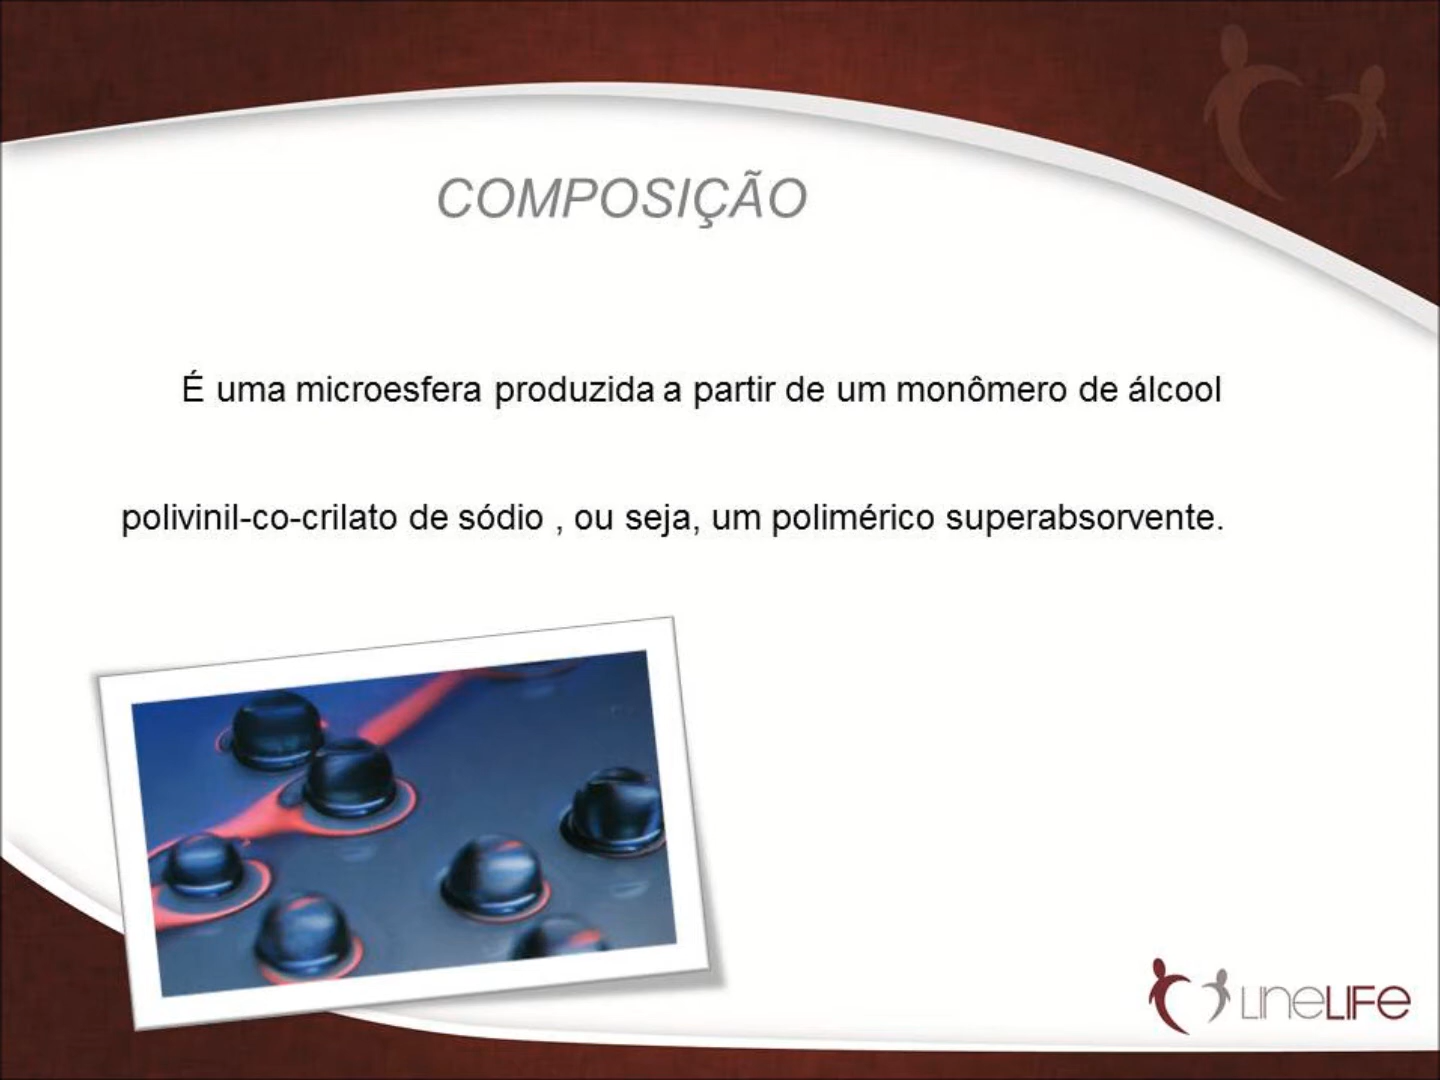 COMPOSIÇÃO
É uma microesfera produzida a partir de um monômero de álcool
polivinil-co-crilato de sódio , ou seja, um polimérico superabsorvente.
LINELIFE